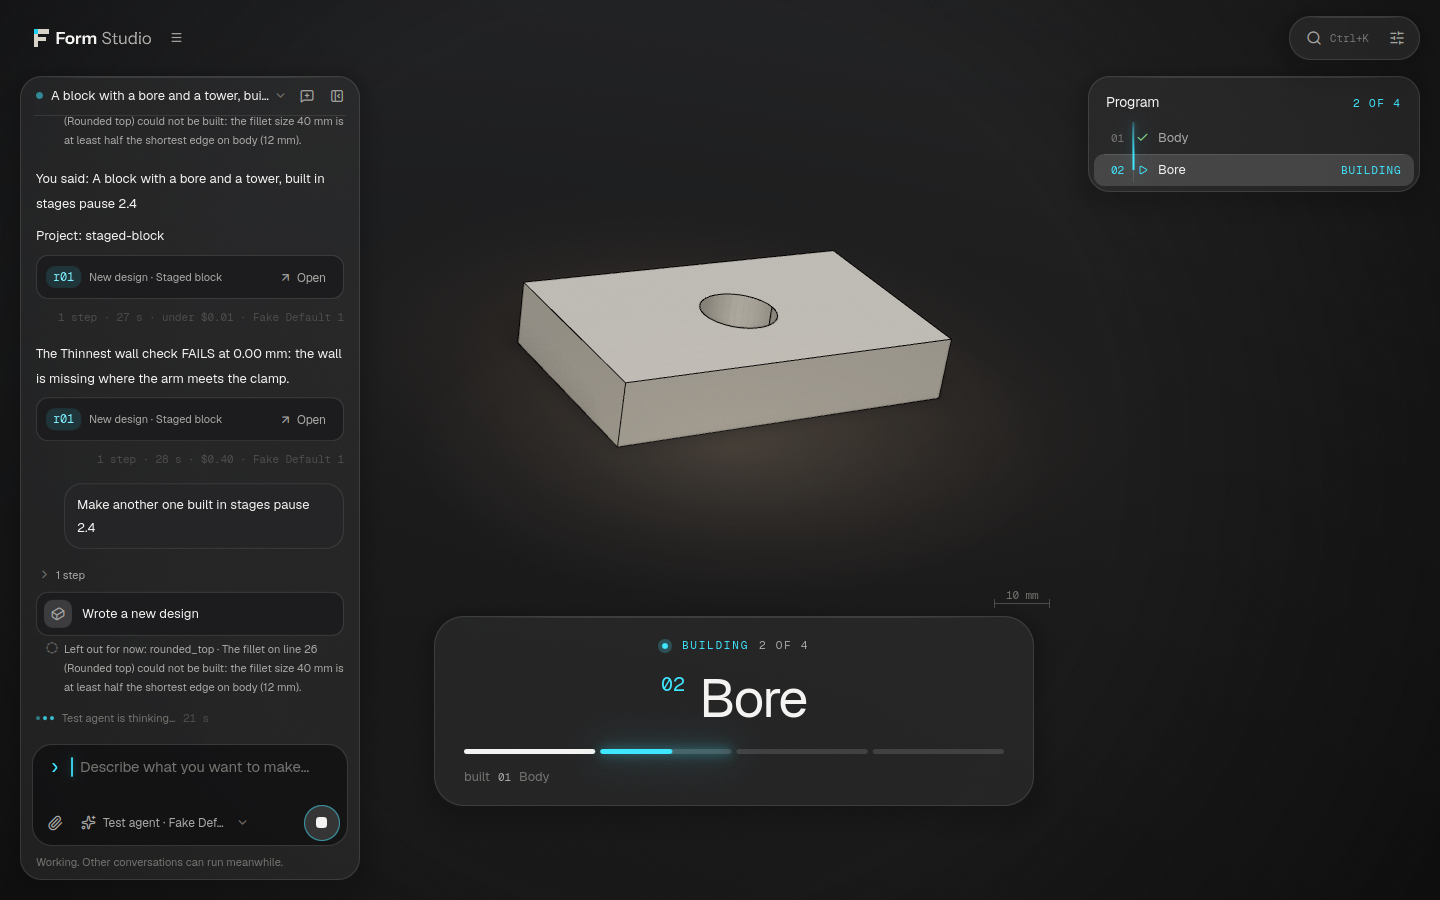 Form Studio
Ctrl+K
A block with a bore and a tower, bui...
(Rounded top) could not be built: the fillet size 40 mm is
at least half the shortest edge on body (12 mm).
You said: A block with a bore and a tower, built in
stages pause 2.4
Project: staged-block
r01 New design · Staged block Open
1 step · 27 s · under $0.01 · Fake Default 1
The Thinnest wall check FAILS at 0.00 mm: the wall
is missing where the arm meets the clamp.
r01 New design · Staged block Open
1 step · 28 s · $0.40 · Fake Default 1
Make another one built in stages pause
2.4
1 step
Wrote a new design
Left out for now: rounded_top · The fillet on line 26
(Rounded top) could not be built: the fillet size 40 mm is
at least half the shortest edge on body (12 mm).
Test agent is thinking... 21 s
Describe what you want to make...
Test agent · Fake Def...
Working. Other conversations can run meanwhile.
10 mm
BUILDING 2 OF 4
02 Bore
built 01 Body
Program 2 OF 4
01 Body
02 Bore BUILDING